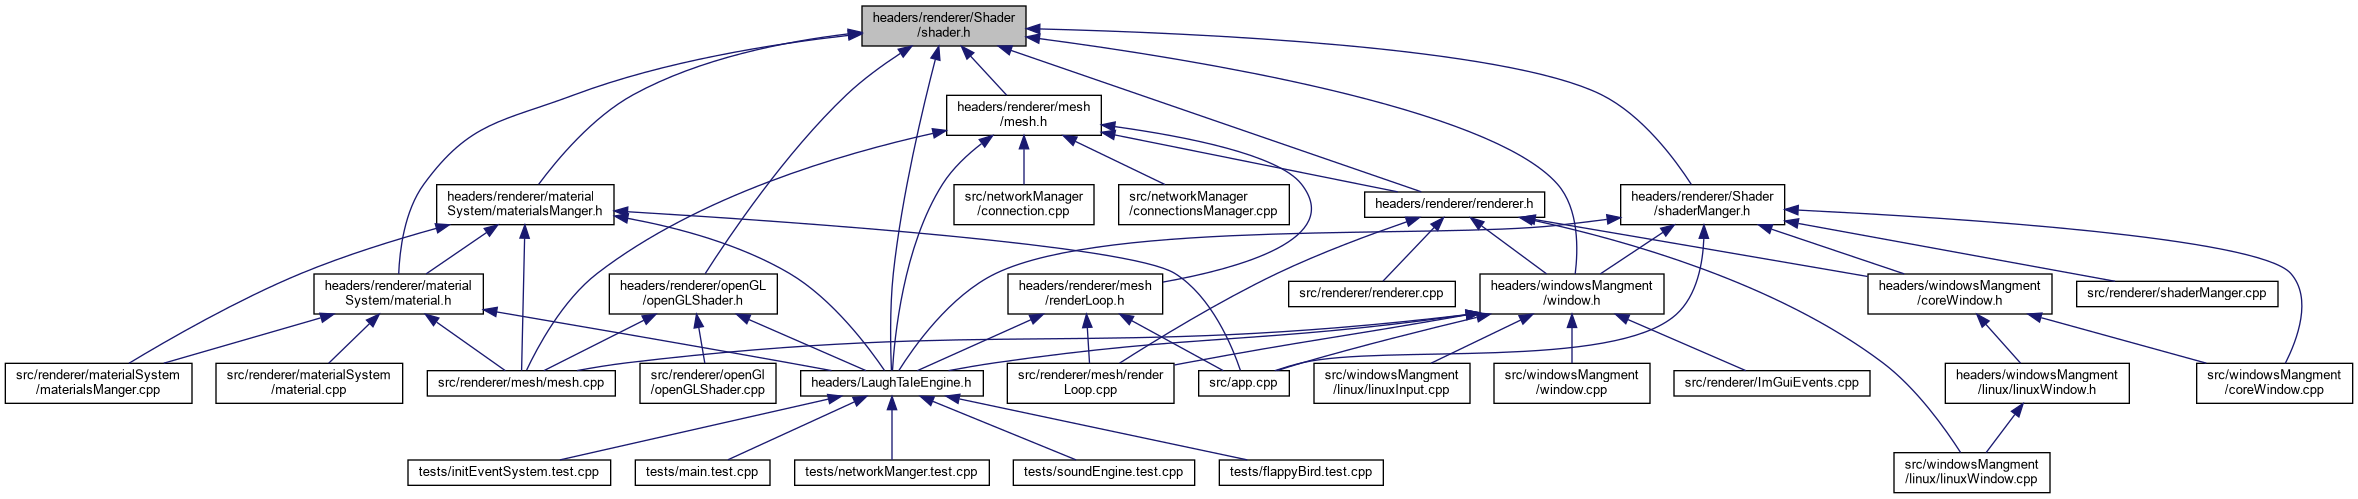 headers/renderer/Shader
/shader.h
headers/renderer/mesh
/mesh.h
headers/renderer/material
System/materialsManger.h
src/networkManager
/connection.cpp
src/networkManager
/connectionsManager.cpp
headers/renderer/renderer.h
headers/renderer/Shader
/shaderManger.h
headers/renderer/material
System/material.h
headers/renderer/openGL
/openGLShader.h
headers/renderer/mesh
/renderLoop.h
src/renderer/renderer.cpp
headers/windowsMangment
/window.h
headers/windowsMangment
/coreWindow.h
src/renderer/shaderManger.cpp
src/renderer/materialSystem
/materialsManger.cpp
src/renderer/materialSystem
/material.cpp
src/renderer/mesh/mesh.cpp
src/renderer/openGl
/openGLShader.cpp
headers/LaughTaleEngine.h
src/renderer/mesh/render
Loop.cpp
src/app.cpp
src/windowsMangment
/linux/linuxInput.cpp
src/windowsMangment
/window.cpp
src/renderer/ImGuiEvents.cpp
headers/windowsMangment
/linux/linuxWindow.h
src/windowsMangment
/coreWindow.cpp
tests/initEventSystem.test.cpp
tests/main.test.cpp
tests/networkManger.test.cpp
tests/soundEngine.test.cpp
tests/flappyBird.test.cpp
src/windowsMangment
/linux/linuxWindow.cpp